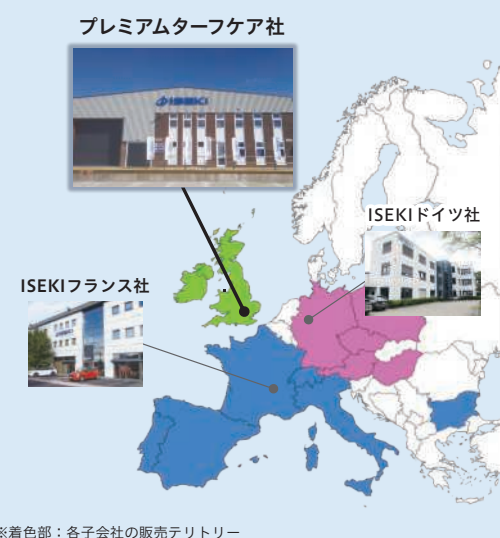 プレミアムターフケア社
ISEKI
ISEKIドイツ社
ISEKIフランス社
※着色部：各子会社の販売テリトリー